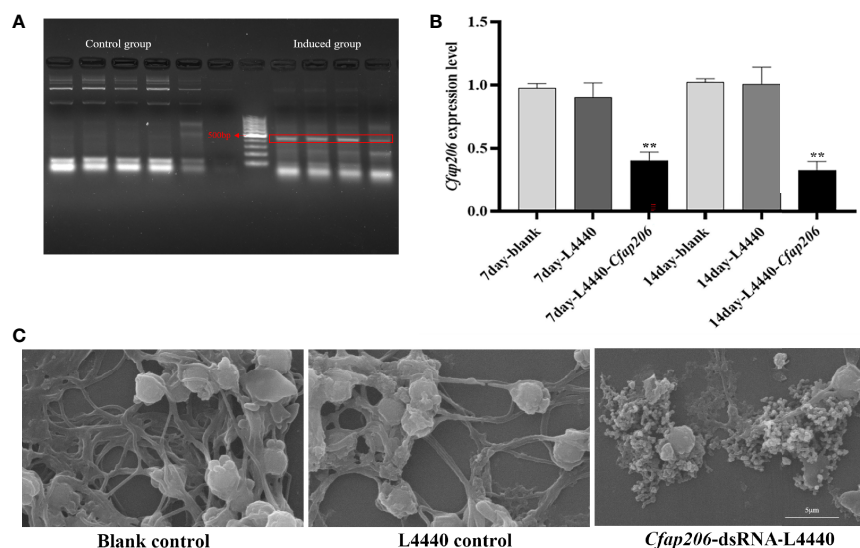 A
Control group
Induced group
B
Cfap206 expression level
1.5
1.0
0.5
0.0
**
**
7day-blank
7day-L4440
7day-L4440-Cfap206
14day-blank
14day-L4440
14day-L4440-Cfap206
C
5μm
Blank control
L4440 control
Cfap206-dsRNA-L4440